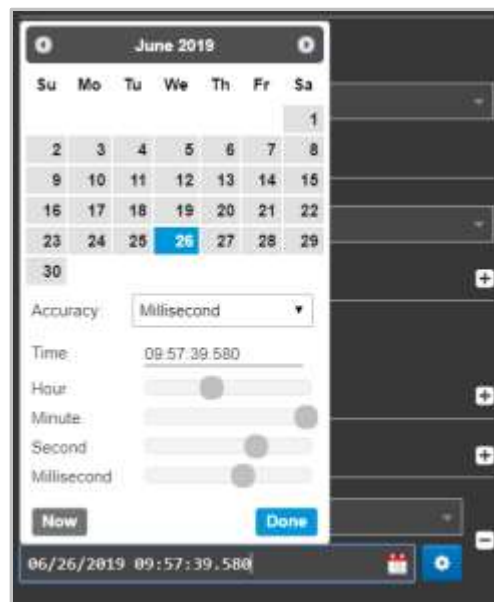 June 2019
Su Mo Tu We Th Fr Sa
1
2 3 4 5 6 7 8
9 10 11 12 13 14 15
16 17 18 19 20 21 22
23 24 25 26 27 28 29
30
Accuracy Millisecond
Time 09:57:39.580
Hour
Minute
Second
Millisecond
Now Done
06/26/2019 09:57:39.580